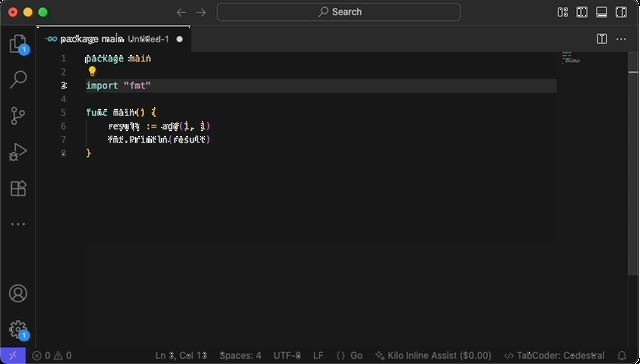 Search
package main Untitled-1
1 package main
2
3 import "fmt"
4
5 func main() {
6 result := add(1, 1)
7 fmt.Println(result)
8 }
0 0 Ln 3, Col 13 Spaces: 4 UTF-8 LF {} Go Kilo Inline Assist ($0.00) TabCoder: Codestral
1
1